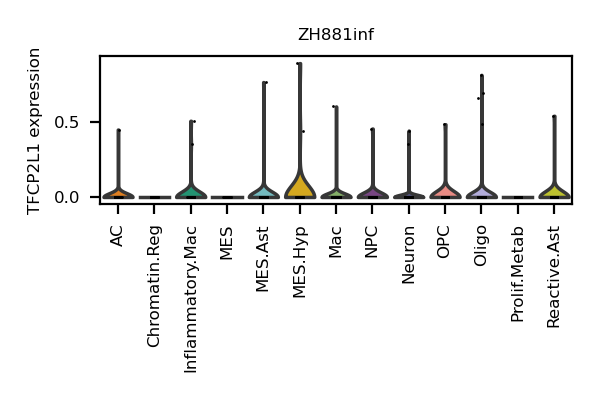 ZH881inf
TFCP2L1 expression
0.5
0.0
AC
Chromatin.Reg
Inflammatory.Mac
MES
MES.Ast
MES.Hyp
Mac
NPC
Neuron
OPC
Oligo
Prolif.Metab
Reactive.Ast